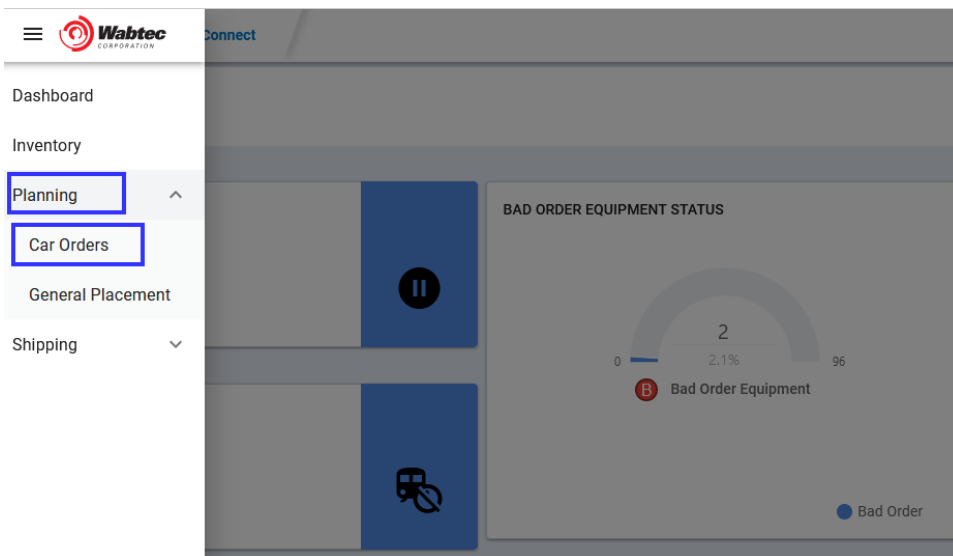 Wabtec
CORPORATION
Connect
Dashboard
Inventory
Planning
Car Orders
General Placement
Shipping
BAD ORDER EQUIPMENT STATUS
2
2.1%
0
96
B
Bad Order Equipment
Bad Order